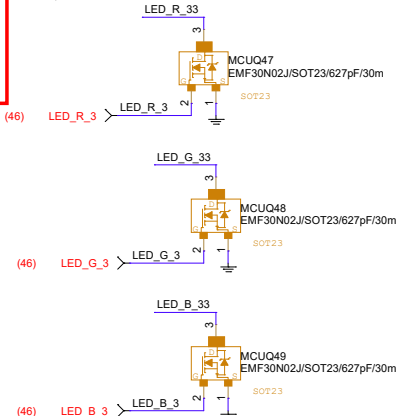 LED_R_33
3
MCUQ47
EMF30N02J/SOT23/627pF/30m
D
G
S
SOT23
2
1
(46) LED_R_3
LED_R_3
LED_G_33
3
MCUQ48
EMF30N02J/SOT23/627pF/30m
D
G
S
SOT23
2
1
(46) LED_G_3
LED_G_3
LED_B_33
3
MCUQ49
EMF30N02J/SOT23/627pF/30m
D
G
S
SOT23
2
1
(46) LED_B_3
LED_B_3